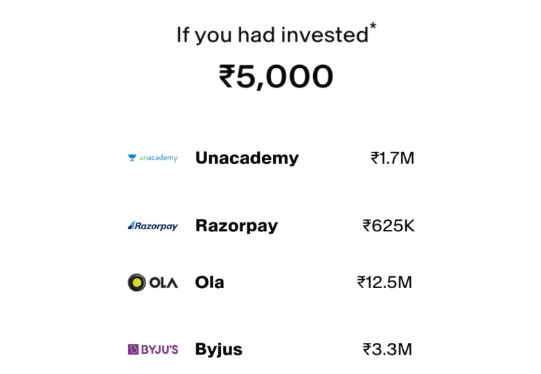 If you had invested*
₹5,000
unacademy Unacademy ₹1.7M
Razorpay Razorpay ₹625K
OLA Ola ₹12.5M
BYJU'S Byjus ₹3.3M